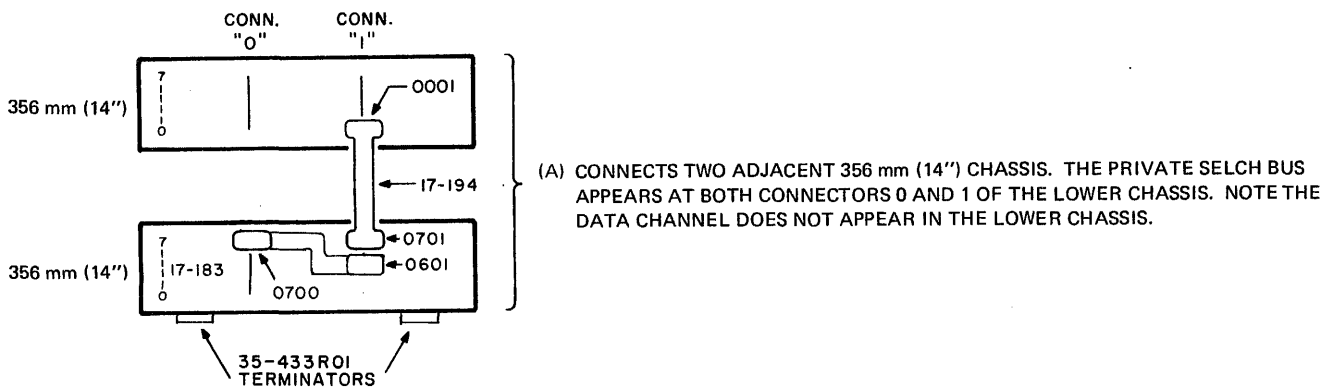 CONN.
"0"
CONN.
"1"
356 mm (14")
7
0
0001
17-194
356 mm (14")
7
0
17-183
0700
0701
0601
35-433R01
TERMINATORS
(A) CONNECTS TWO ADJACENT 356 mm (14") CHASSIS. THE PRIVATE SELCH BUS
APPEARS AT BOTH CONNECTORS 0 AND 1 OF THE LOWER CHASSIS. NOTE THE
DATA CHANNEL DOES NOT APPEAR IN THE LOWER CHASSIS.